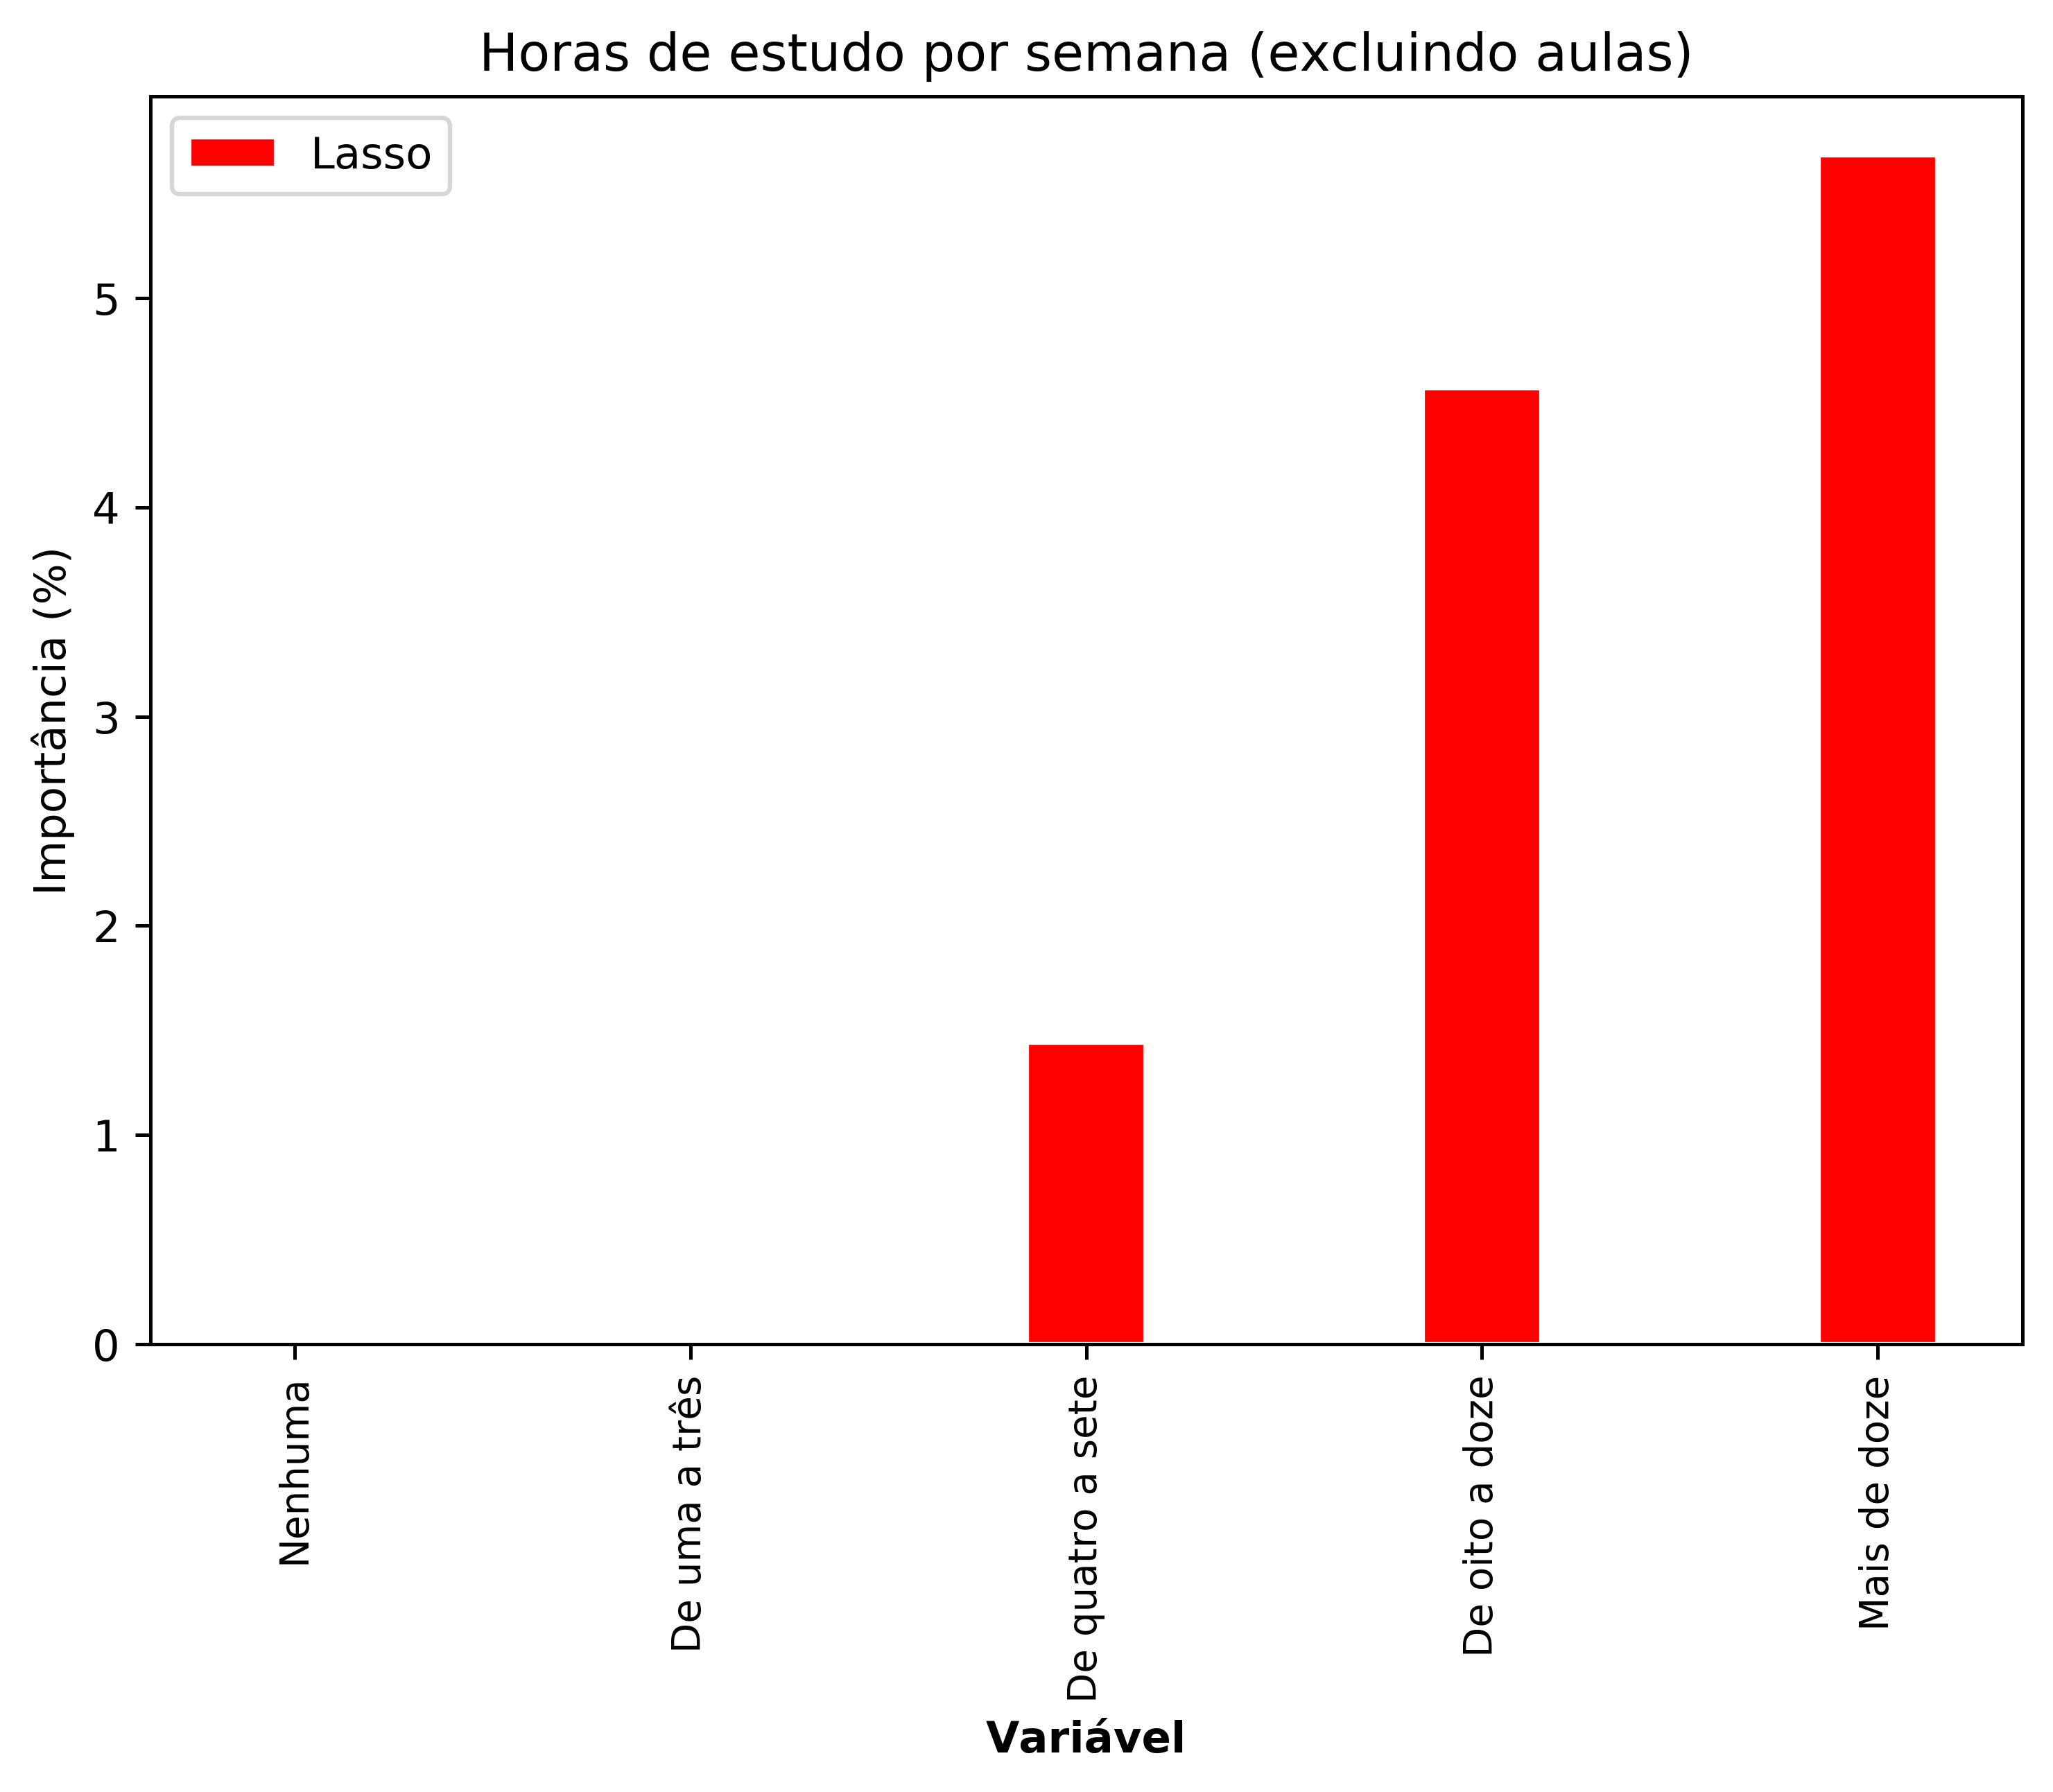 Horas de estudo por semana (excluindo aulas)
Lasso
Importância (%)
5
4
3
2
1
0
Nenhuma
De uma a três
De quatro a sete
De oito a doze
Mais de doze
Variável